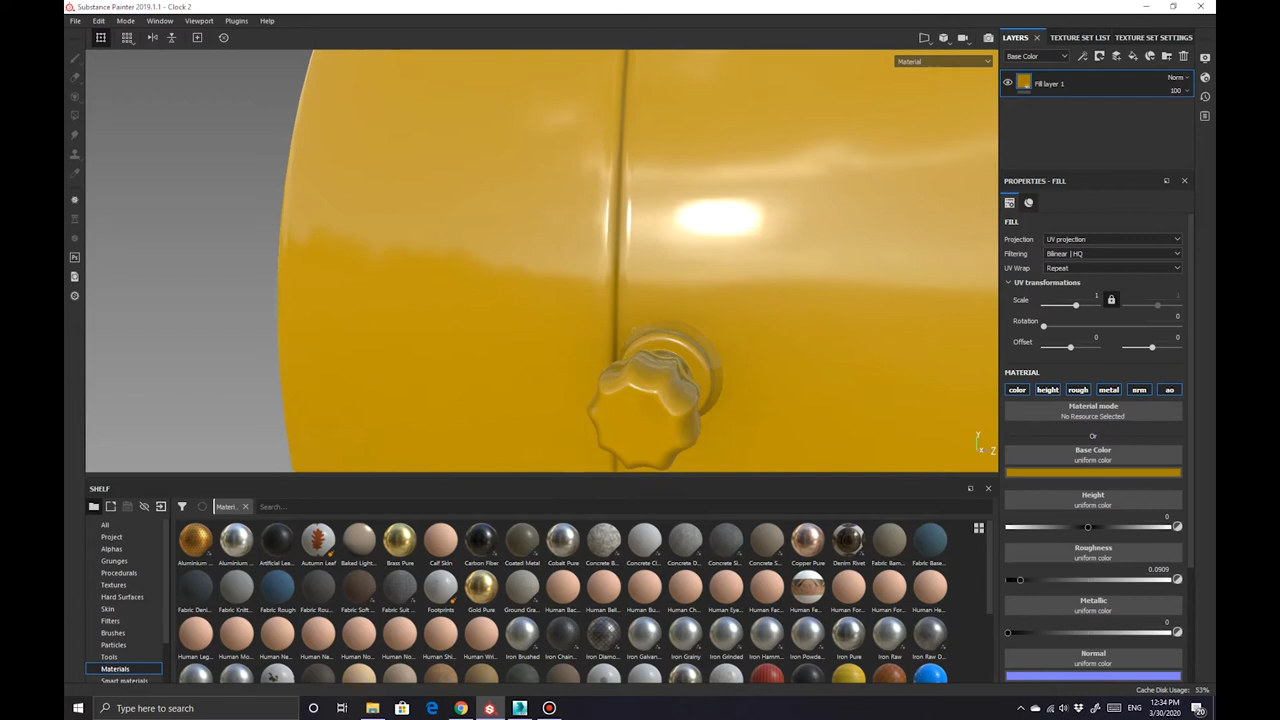 Substance Painter 2019.1.1 - Clock 2
File Edit Mode Window Viewport Plugins Help
Material
LAYERS TEXTURE SET LIST TEXTURE SET SETTINGS
Base Color
Fill layer 1 Norm
100
PROPERTIES - FILL
FILL
Projection UV projection
Filtering Bilinear | HQ
UV Wrap Repeat
UV transformations
Scale 1 1
Rotation 0
Offset 0 0
MATERIAL
color height rough metal nrm ao
Material mode
No Resource Selected
Or
Base Color
uniform color
Height
uniform color
0
Roughness
uniform color
0.0909
Metallic
uniform color
0
Normal
uniform color
Y
x Z
SHELF
Materi... Search...
All
Project
Alphas
Grunges
Procedurals
Textures
Hard Surfaces
Skin
Filters
Brushes
Particles
Tools
Materials
Smart materials
Aluminium ... Aluminium ... Artificial Lea... Autumn Leaf Baked Light... Brass Pure Calf Skin Carbon Fiber Coated Metal Cobalt Pure Concrete B... Concrete Cl... Concrete D... Concrete Si... Concrete S... Copper Pure Denim Rivet Fabric Bam... Fabric Base...
Fabric Deni... Fabric Knitt... Fabric Rough Fabric Rou... Fabric Soft ... Fabric Suit ... Footprints Gold Pure Ground Gra... Human Bac... Human Bell... Human Bu... Human Ch... Human Eye... Human Fac... Human Fe... Human For... Human For... Human He...
Human Leg... Human Mo... Human Ne... Human Ne... Human No... Human No... Human Shi... Human Wri... Iron Brushed Iron Chain... Iron Diamo... Iron Galvan... Iron Grainy Iron Grinded Iron Hamm... Iron Powde... Iron Pure Iron Raw Iron Raw D...
Cache Disk Usage: 53%
Type here to search
Ps
ENG
12:34 PM
3/30/2020
20